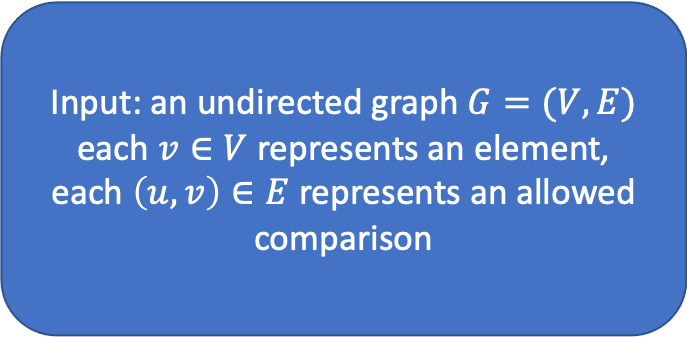 Input: an undirected graph 𝐺 = (𝑉, 𝐸)
each 𝑣 ∈ 𝑉 represents an element,
each (𝑢, 𝑣) ∈ 𝐸 represents an allowed
comparison